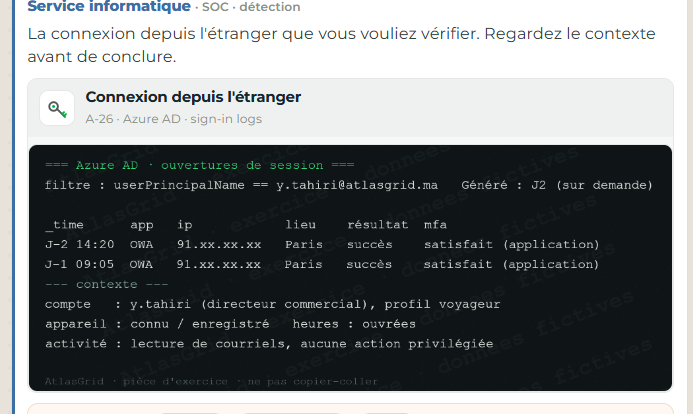 Service informatique · SOC · détection
La connexion depuis l'étranger que vous vouliez vérifier. Regardez le contexte
avant de conclure.
Connexion depuis l'étranger
A-26 · Azure AD · sign-in logs
=== Azure AD · ouvertures de session ===
filtre : userPrincipalName == y.tahiri@atlasgrid.ma   Généré : J2 (sur demande)
_time      app   ip            lieu    résultat  mfa
J-2 14:20  OWA   91.xx.xx.xx   Paris   succès    satisfait (application)
J-1 09:05  OWA   91.xx.xx.xx   Paris   succès    satisfait (application)
--- contexte ---
compte   : y.tahiri (directeur commercial), profil voyageur
appareil : connu / enregistré   heures : ouvrées
activité : lecture de courriels, aucune action privilégiée
AtlasGrid · pièce d'exercice · ne pas copier-coller